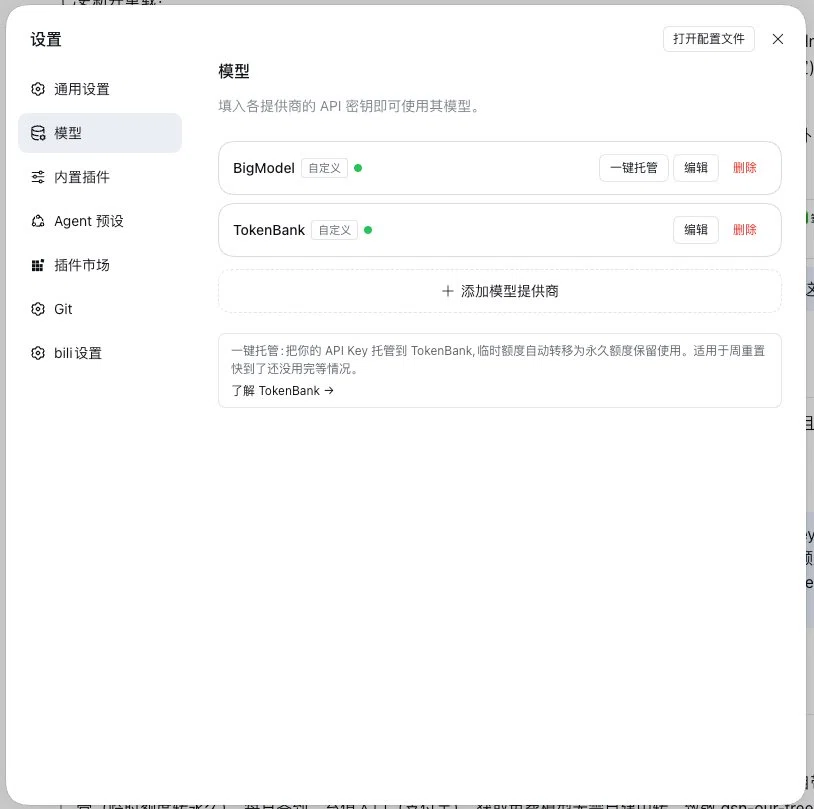 设置
打开配置文件
通用设置
模型
内置插件
Agent 预设
插件市场
Git
bili 设置
模型
填入各提供商的 API 密钥即可使用其模型。
BigModel 自定义 一键托管 编辑 删除
TokenBank 自定义 编辑 删除
+ 添加模型提供商
一键托管:把你的 API Key 托管到 TokenBank,临时额度自动转移为永久额度保留使用。适用于周重置
快到了还没用完等情况。
了解 TokenBank →